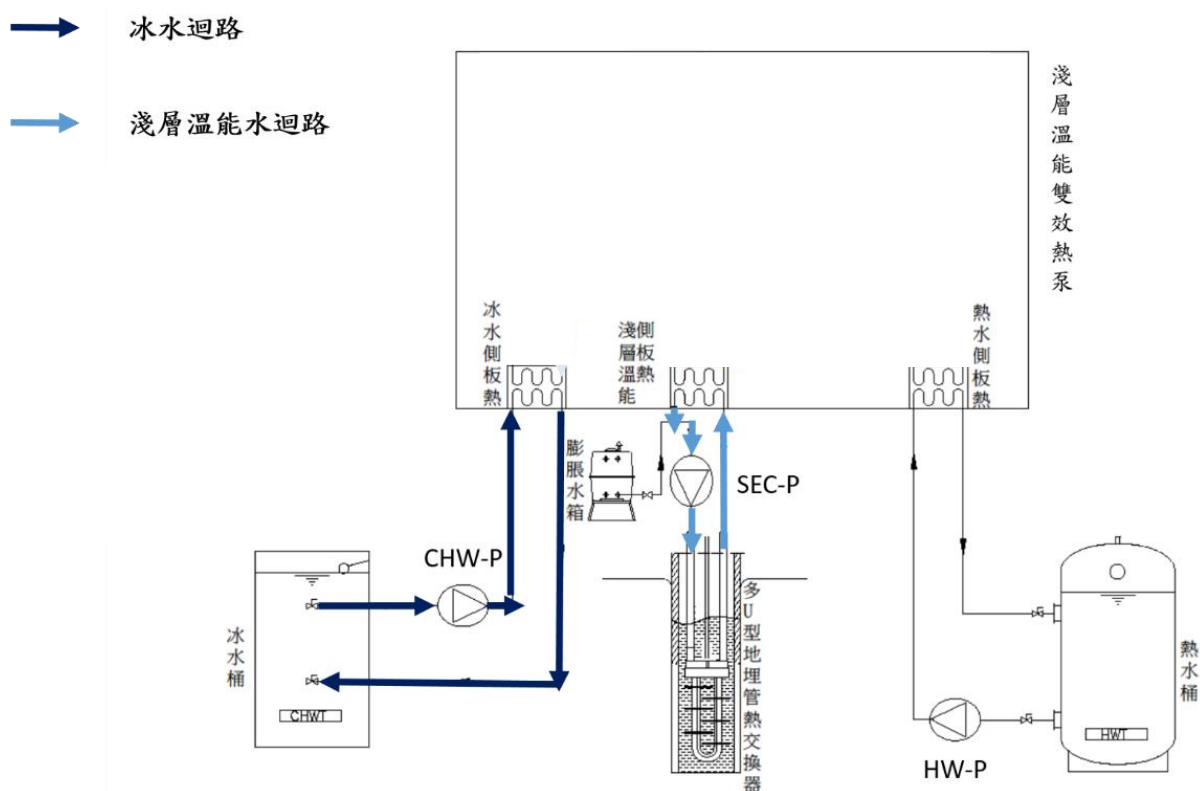 冰水迴路
淺層溫能水迴路
淺層溫能雙效熱泵
冰水側板熱
淺層溫能側板熱
熱水側板熱
膨脹水箱
SEC-P
CHW-P
冰水桶
CHWT
多U型地埋管熱交換器
熱水桶
HWT
HW-P